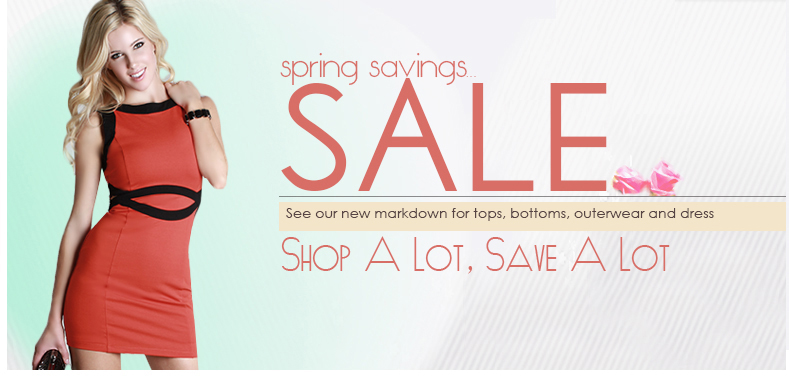 spring savings...
SALE
See our new markdown for tops, bottoms, outerwear and dress
SHOP A LOT, SAVE A LOT